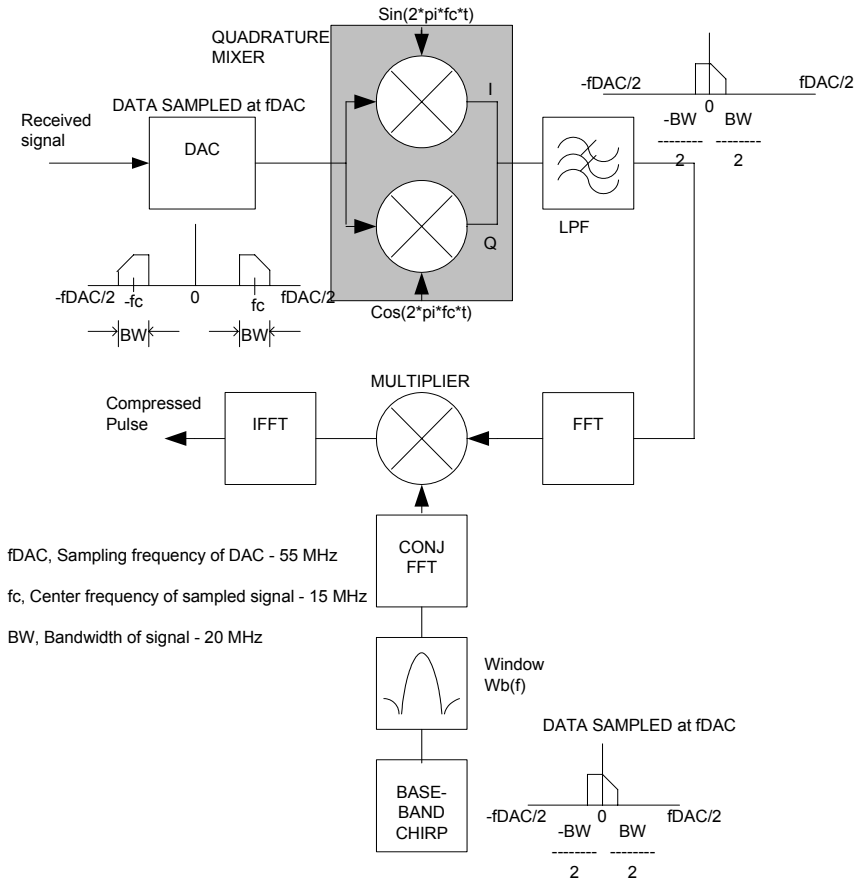 Sin(2*pi*fc*t)
QUADRATURE
MIXER
I
-fDAC/2
fDAC/2
0
-BW
BW
--------
--------
2
2
DATA SAMPLED at fDAC
Received
signal
DAC
LPF
Q
-fDAC/2
-fc
0
fc
fDAC/2
BW
BW
Cos(2*pi*fc*t)
MULTIPLIER
Compressed
Pulse
IFFT
FFT
CONJ
FFT
fDAC, Sampling frequency of DAC - 55 MHz
fc, Center frequency of sampled signal - 15 MHz
BW, Bandwidth of signal - 20 MHz
Window
Wb(f)
DATA SAMPLED at fDAC
BASE-
BAND
CHIRP
-fDAC/2
0
fDAC/2
-BW
BW
--------
--------
2
2